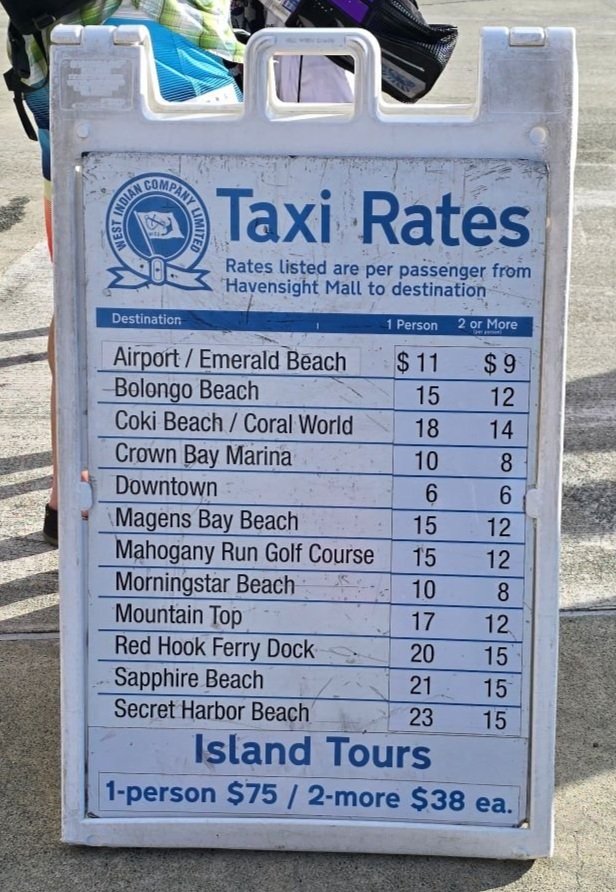 WEST INDIAN COMPANY LIMITED
Taxi Rates
Rates listed are per passenger from
Havensight Mall to destination
Destination 1 Person 2 or More
(per person)
Airport / Emerald Beach $ 11 $ 9
Bolongo Beach 15 12
Coki Beach / Coral World 18 14
Crown Bay Marina 10 8
Downtown 6 6
Magens Bay Beach 15 12
Mahogany Run Golf Course 15 12
Morningstar Beach 10 8
Mountain Top 17 12
Red Hook Ferry Dock 20 15
Sapphire Beach 21 15
Secret Harbor Beach 23 15
Island Tours
1-person $75 / 2-more $38 ea.